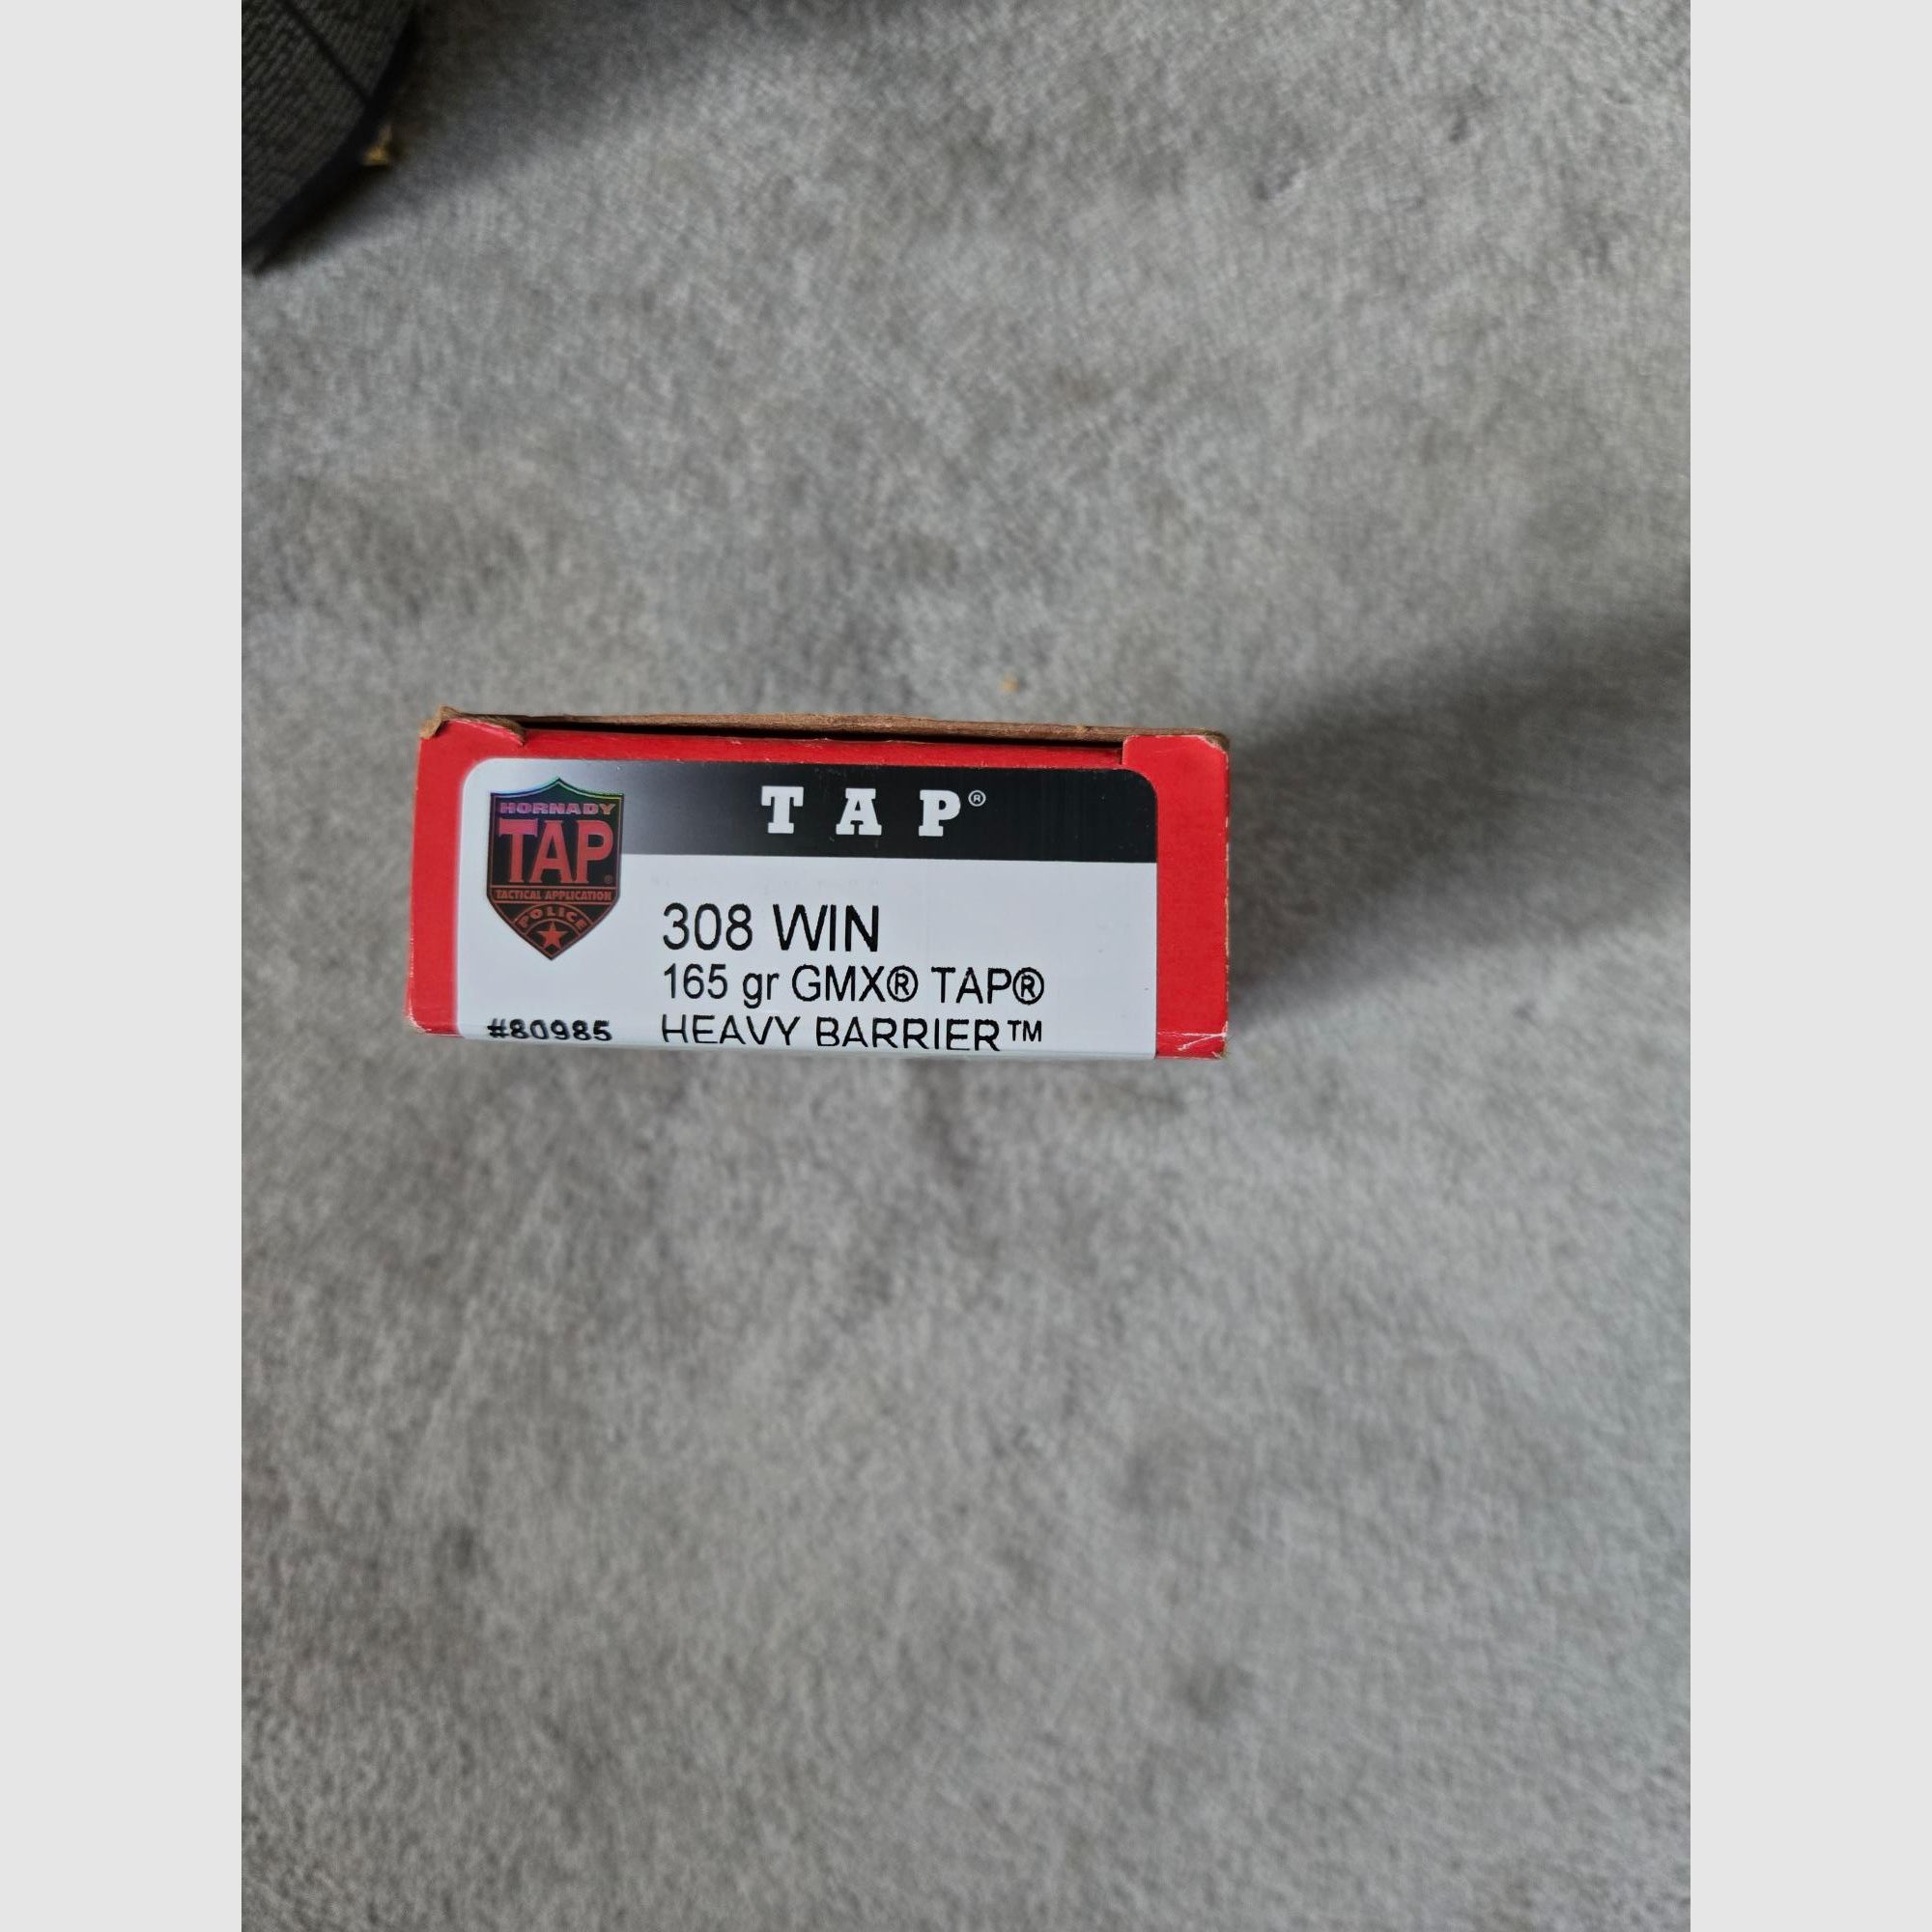 TAP®
HORNADY
TAP®
TACTICAL APPLICATION
POLICE
308 WIN
165 gr GMX® TAP®
#80985 HEAVY BARRIER™